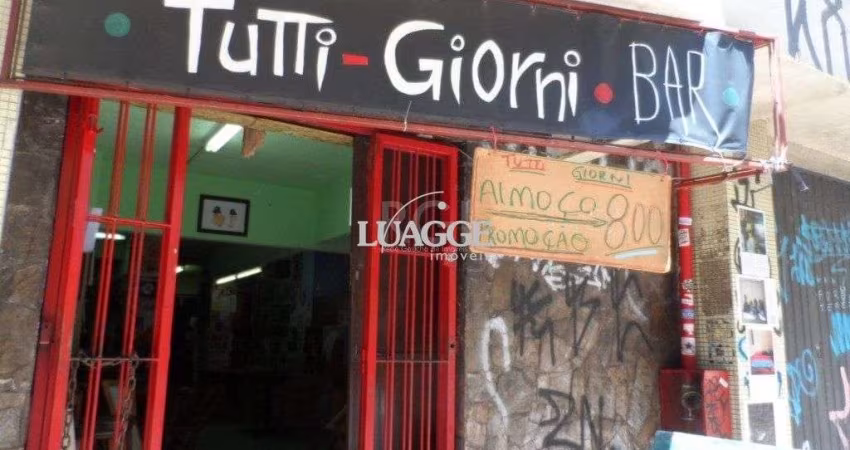 Tutti-Giorni BAR
TUTTI GIORNI
ALMOÇO 8,00
PROMOÇÃO
LUAGGE
imóveis